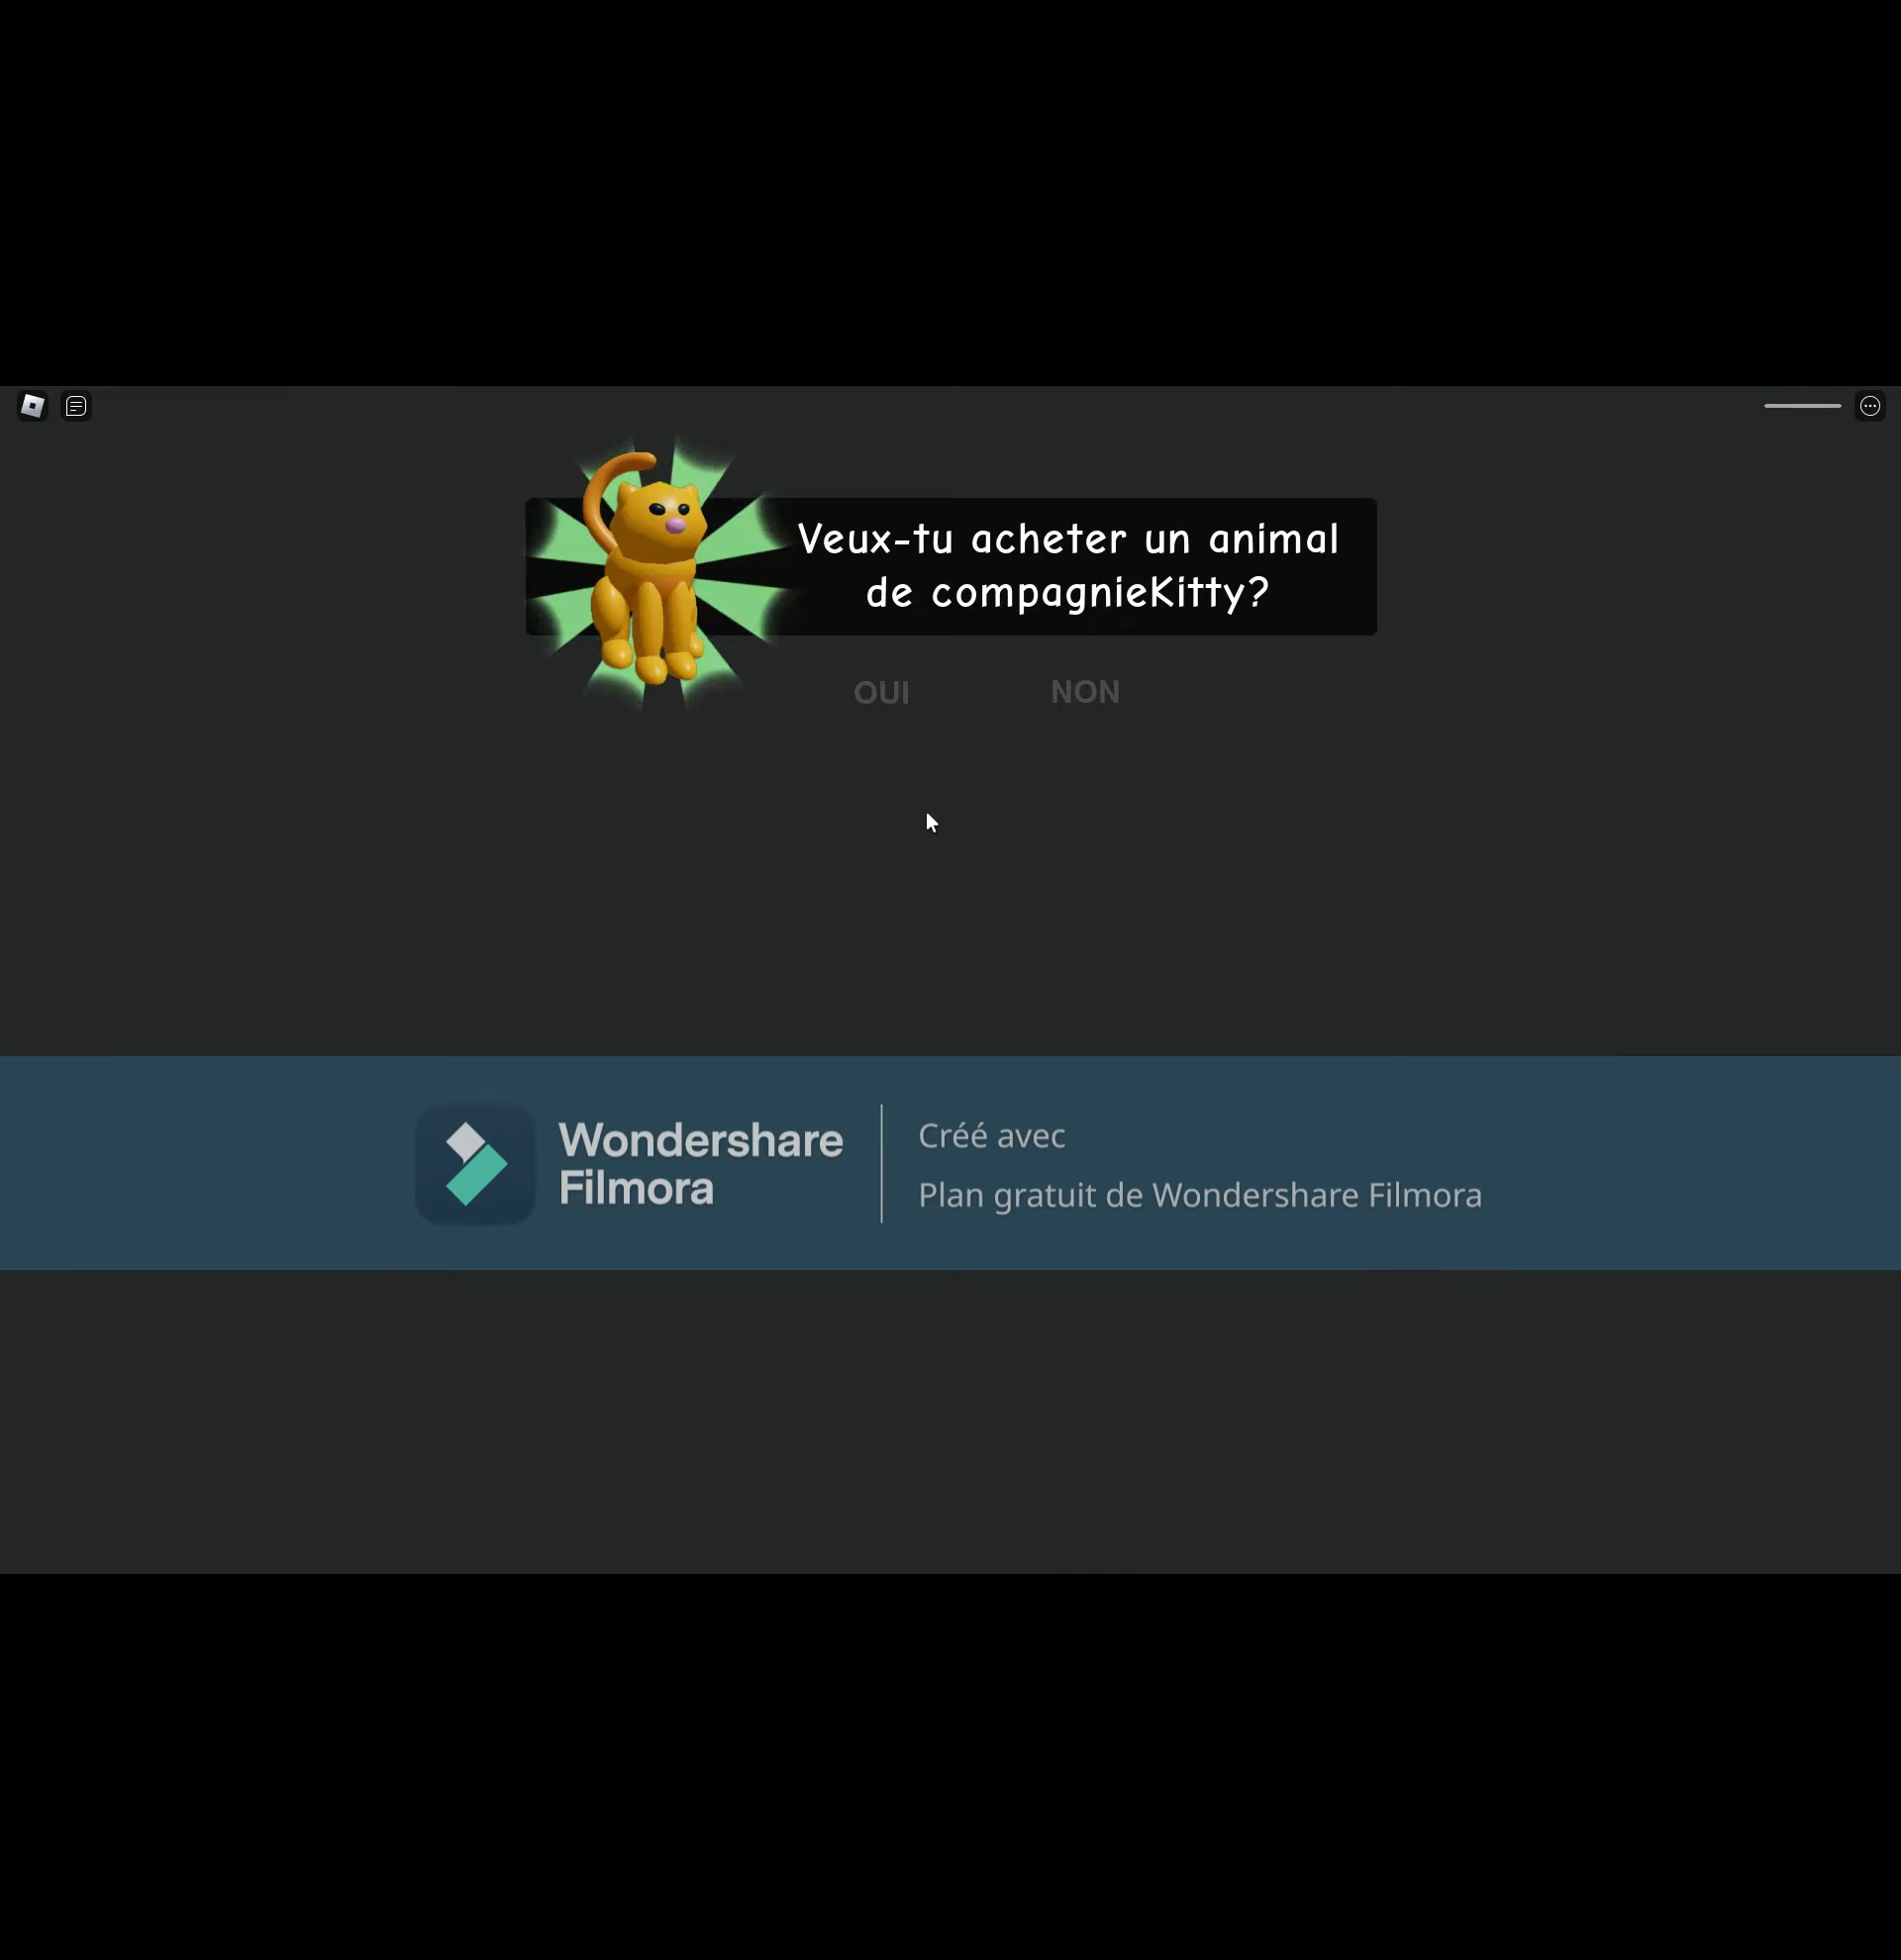 Veux-tu acheter un animal
de compagnieKitty?
OUI NON
Wondershare
Filmora
Créé avec
Plan gratuit de Wondershare Filmora